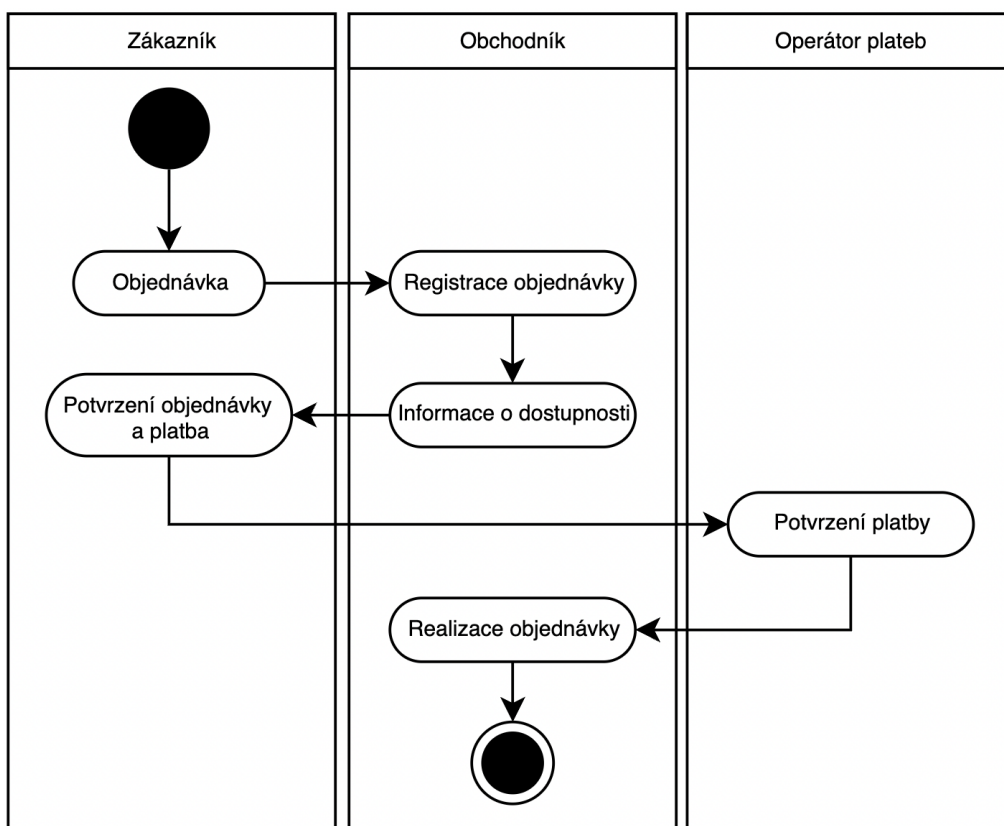 Zákazník
Obchodník
Operátor plateb
Objednávka
Registrace objednávky
Potvrzení objednávky
a platba
Informace o dostupnosti
Potvrzení platby
Realizace objednávky